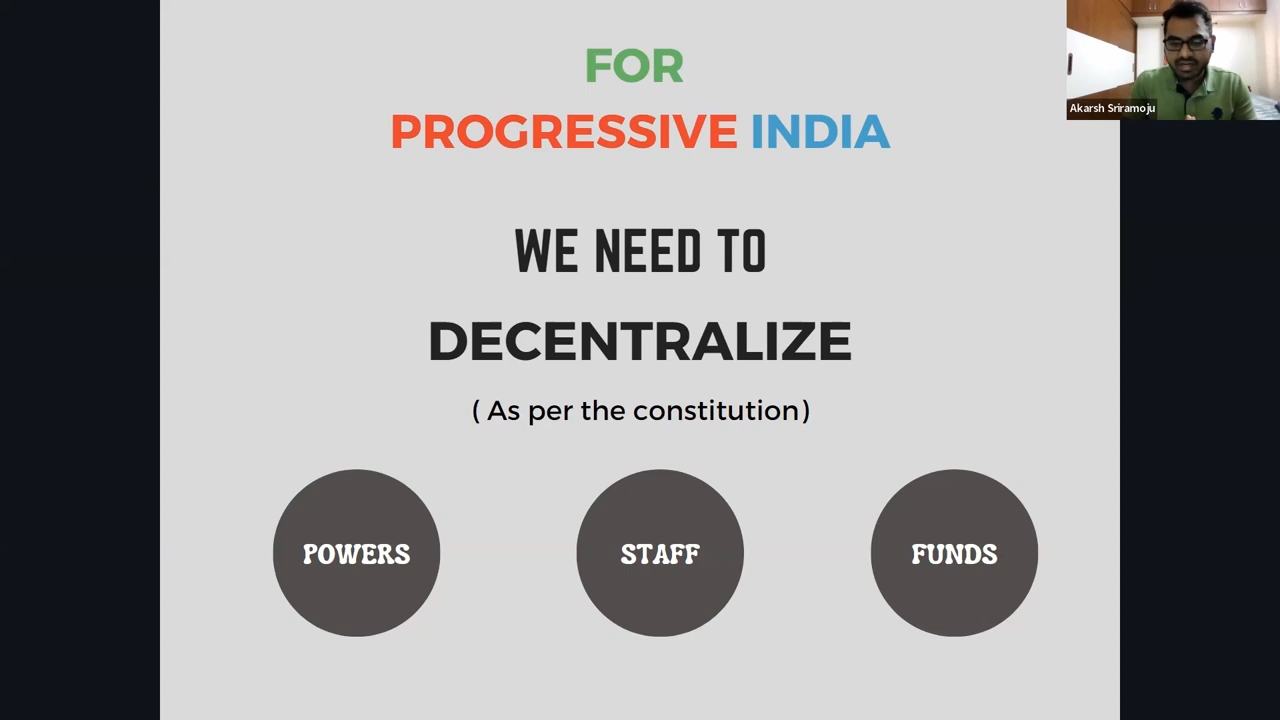 FOR
PROGRESSIVE INDIA
WE NEED TO
DECENTRALIZE
( As per the constitution)
POWERS
STAFF
FUNDS
Akarsh Sriramoju